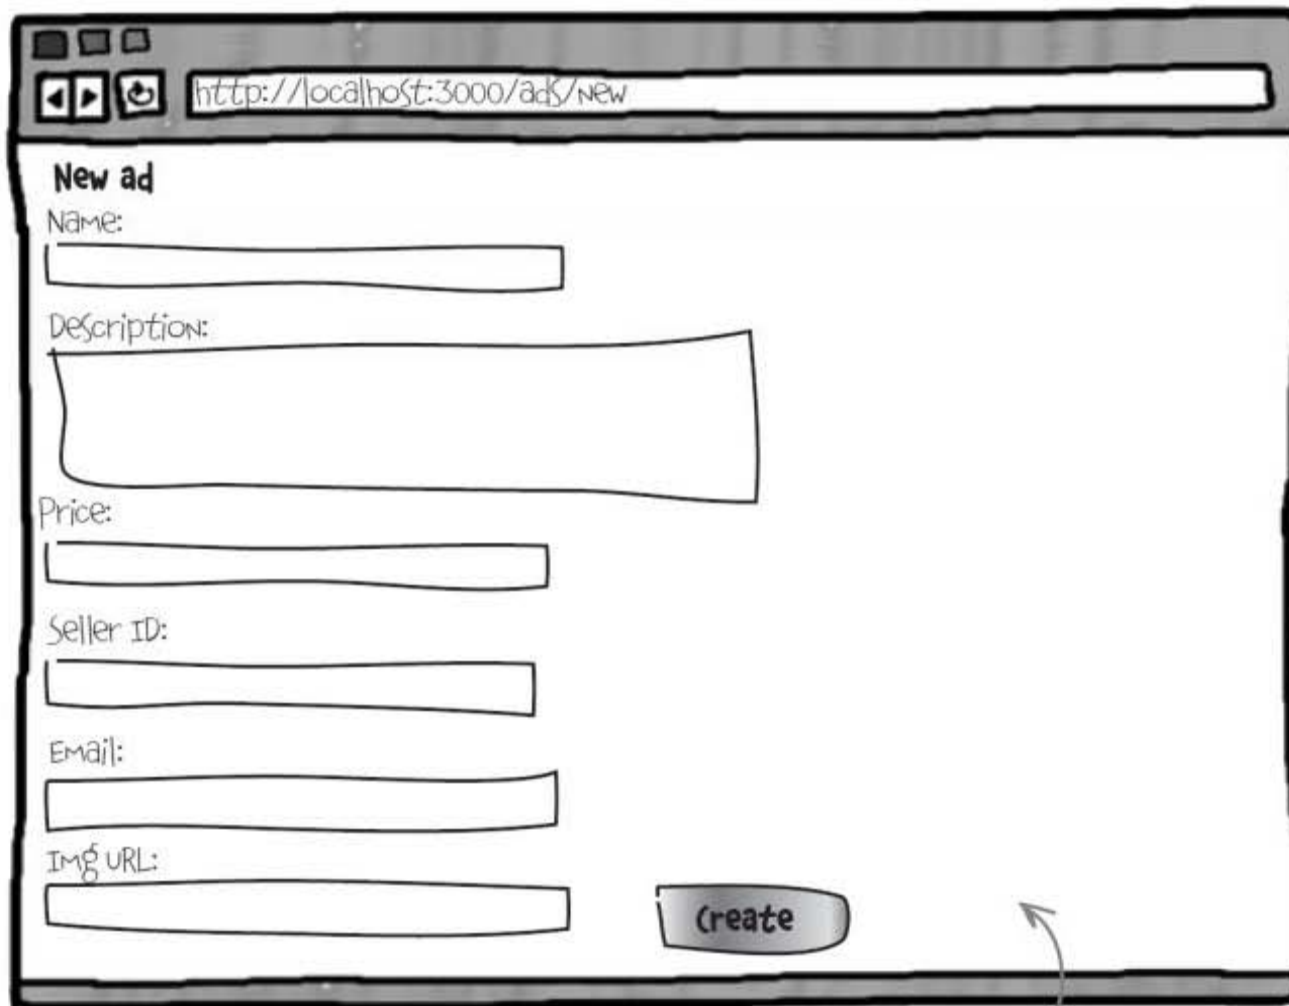 http://localhost:3000/ads/new
New ad
Name:
Description:
Price:
Seller ID:
Email:
Img URL:
Create